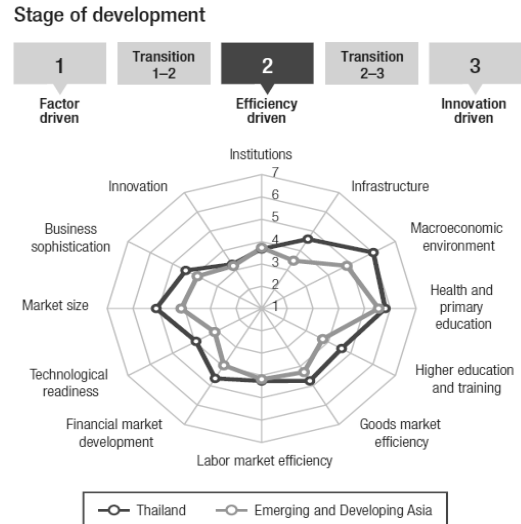 Stage of development
1
Transition
1–2
2
Transition
2–3
3
Factor
driven
Efficiency
driven
Innovation
driven
Institutions
7
6
5
4
3
2
1
Infrastructure
Macroeconomic
environment
Health and
primary
education
Higher education
and training
Goods market
efficiency
Labor market efficiency
Financial market
development
Technological
readiness
Market size
Business
sophistication
Innovation
Thailand
Emerging and Developing Asia